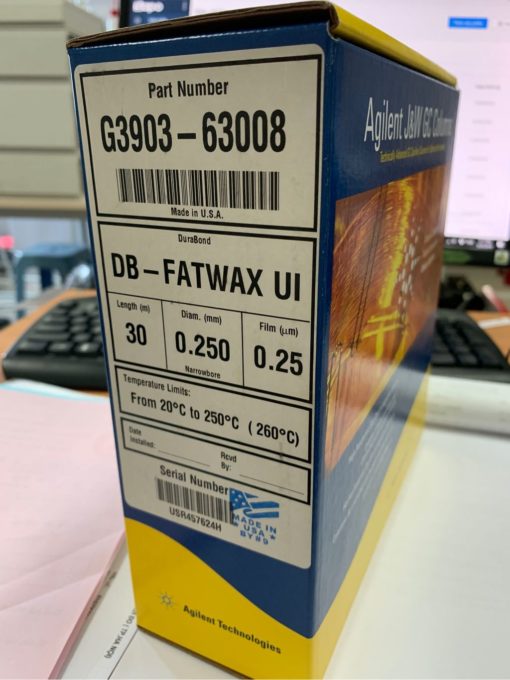 Part Number
G3903-63008
Made in U.S.A.
DuraBond
DB-FATWAX UI
Length (m)
30
Diam. (mm)
0.250
Narrowbore
Film (μm)
0.25
Temperature Limits:
From 20°C to 250°C (260°C)
Date
Installed:
Rcvd
By:
Serial Number
USR457624H
MADE IN
USA
BY#9
Agilent Technologies
Agilent J&W GC Columns